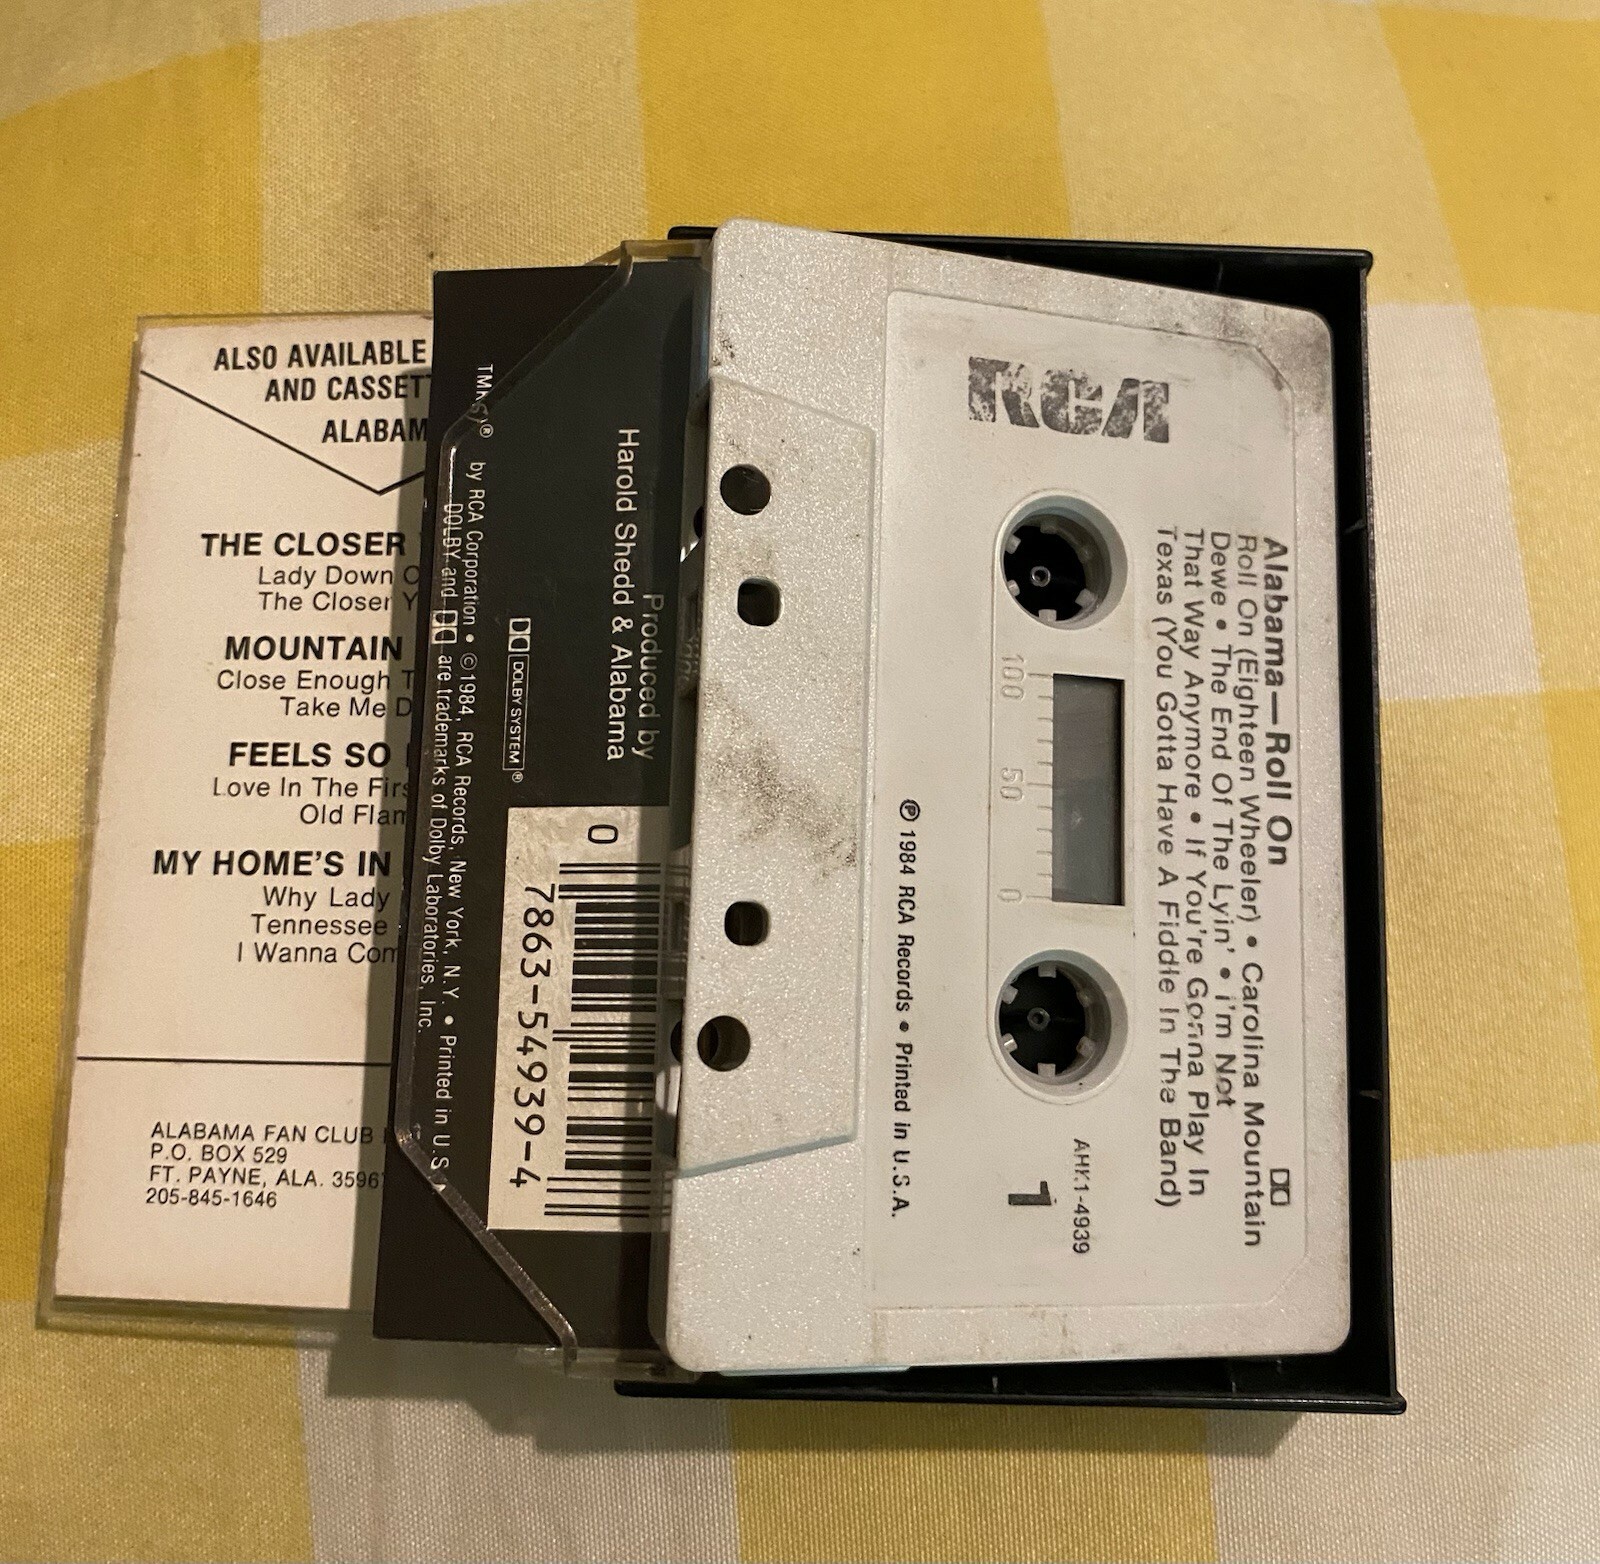 ALSO AVAILABLE
AND CASSET
ALABAM
THE CLOSER
Lady Down
The Closer Y
MOUNTAIN
Close Enough T
Take Me D
FEELS SO
Love In The Firs
Old Flam
MY HOME'S IN
Why Lady
Tennessee
I Wanna Com
ALABAMA FAN CLUB
P.O. BOX 529
FT. PAYNE, ALA. 35967
205-845-1646
TMK(S)® by RCA Corporation • ©1984, RCA Records, New York, N.Y. • Printed in U.S.A.
DOLBY and are trademarks of Dolby Laboratories, Inc.
DOLBY SYSTEM®
Produced by
Harold Shedd & Alabama
0 7863-54939-4
RCA
Alabama—Roll On
Roll On (Eighteen Wheeler) • Carolina Mountain
Dewe • The End Of The Lyin' • I'm Not
That Way Anymore • If You're Gonna Play In
Texas (You Gotta Have A Fiddle In The Band)
AHK1-4939
1
100 50 0
℗ 1984 RCA Records • Printed in U.S.A.